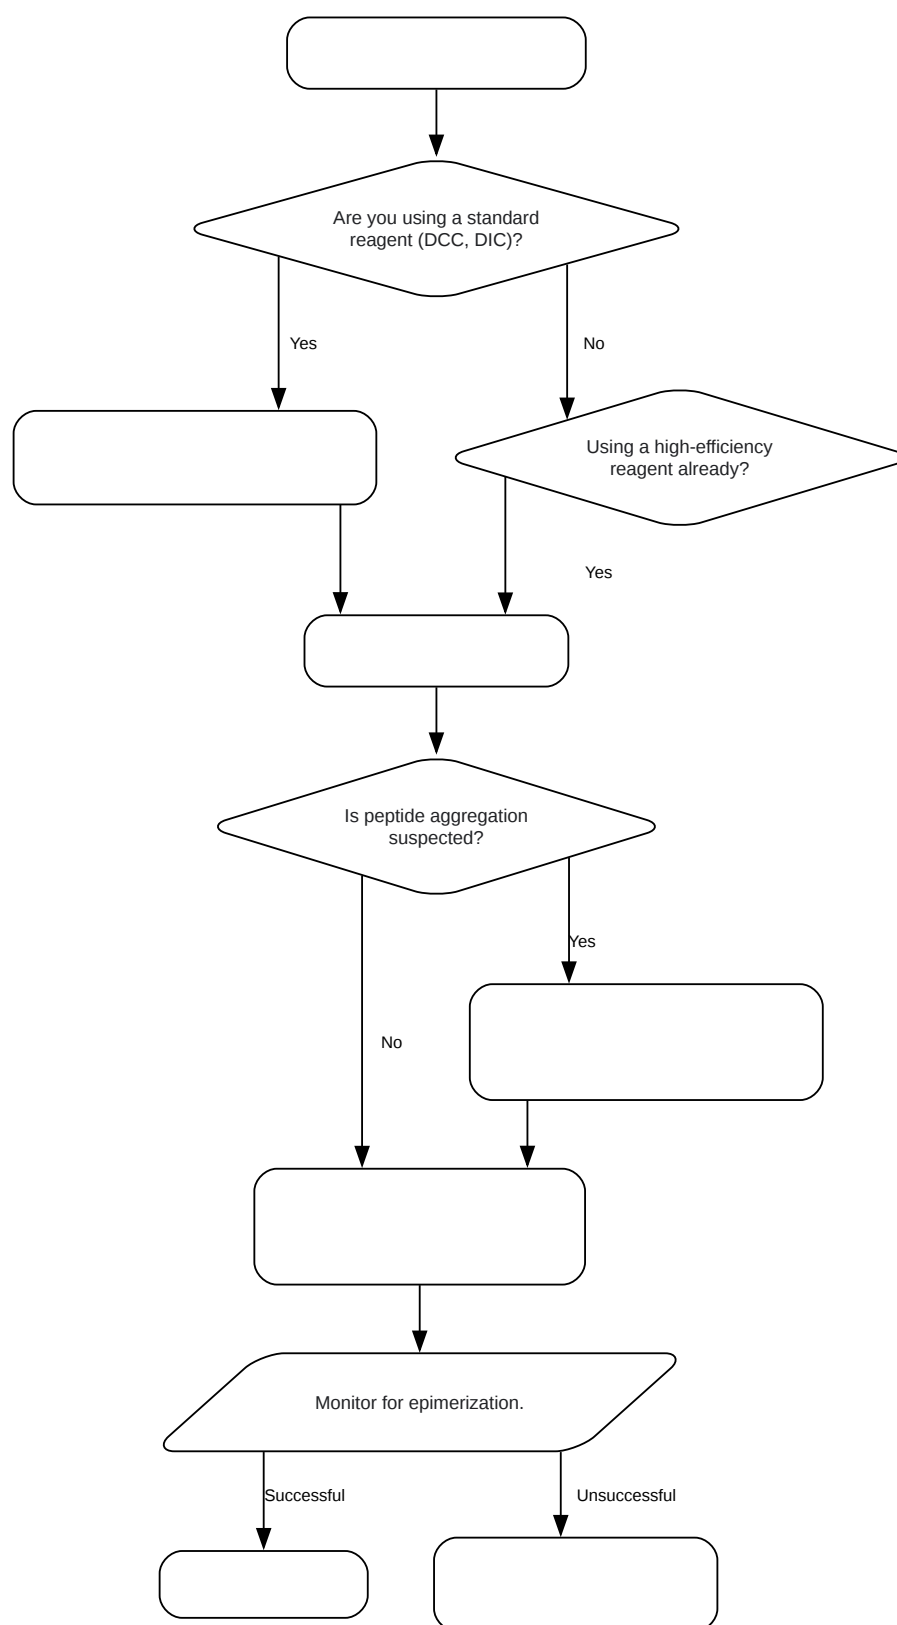 Are you using a standard
reagent (DCC, DIC)?
Yes
No
Using a high-efficiency
reagent already?
Yes
Is peptide aggregation
suspected?
Yes
No
Monitor for epimerization.
Successful
Unsuccessful